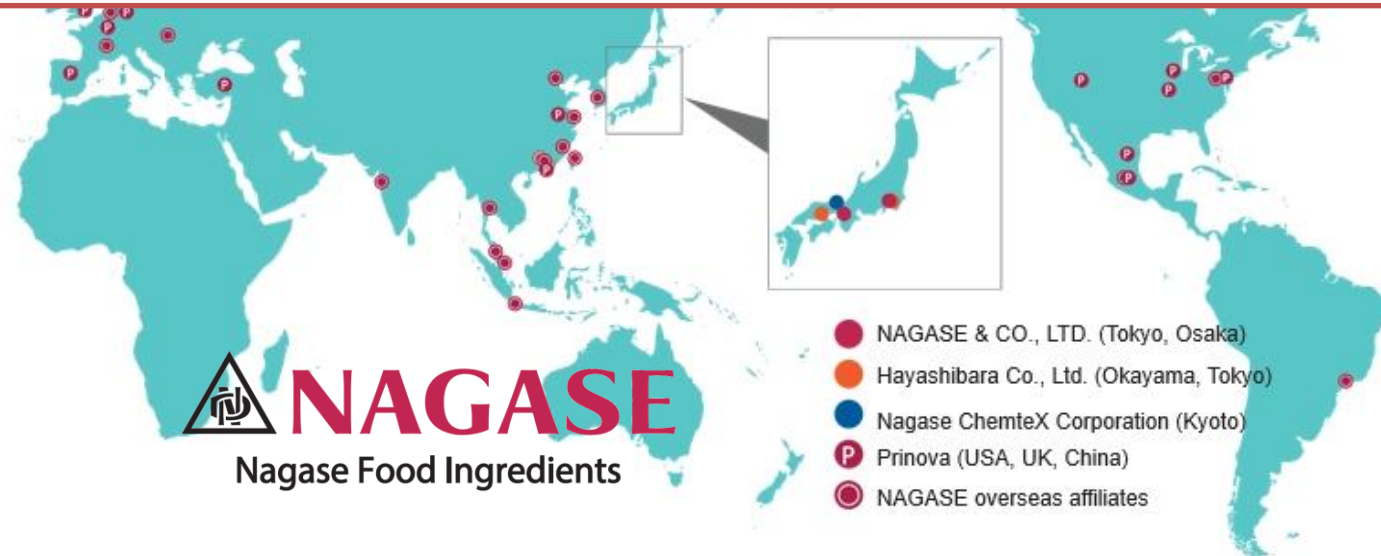 NAGASE
Nagase Food Ingredients
NAGASE & CO., LTD. (Tokyo, Osaka)
Hayashibara Co., Ltd. (Okayama, Tokyo)
Nagase ChemteX Corporation (Kyoto)
P Prinova (USA, UK, China)
NAGASE overseas affiliates